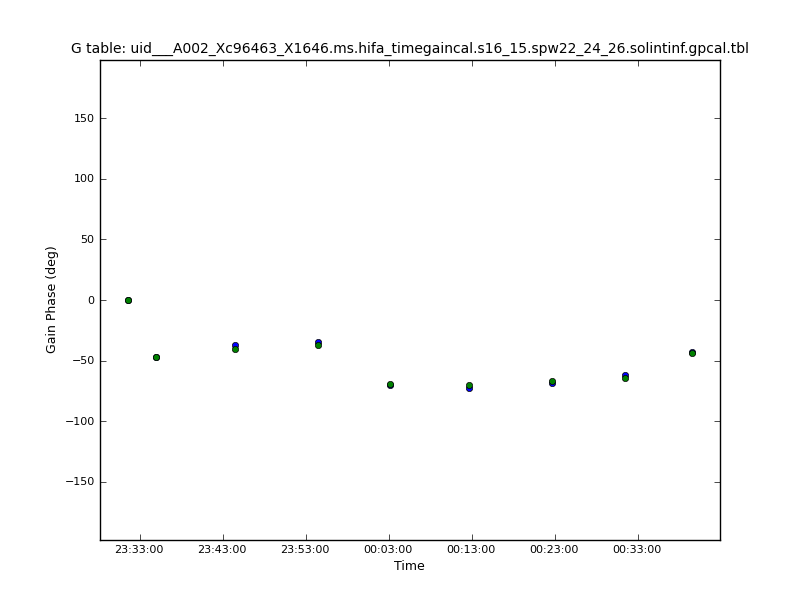 G table: uid___A002_Xc96463_X1646.ms.hifa_timegaincal.s16_15.spw22_24_26.solintinf.gpcal.tbl
Gain Phase (deg)
150
100
50
0
−50
−100
−150
23:33:00 23:43:00 23:53:00 00:03:00 00:13:00 00:23:00 00:33:00
Time